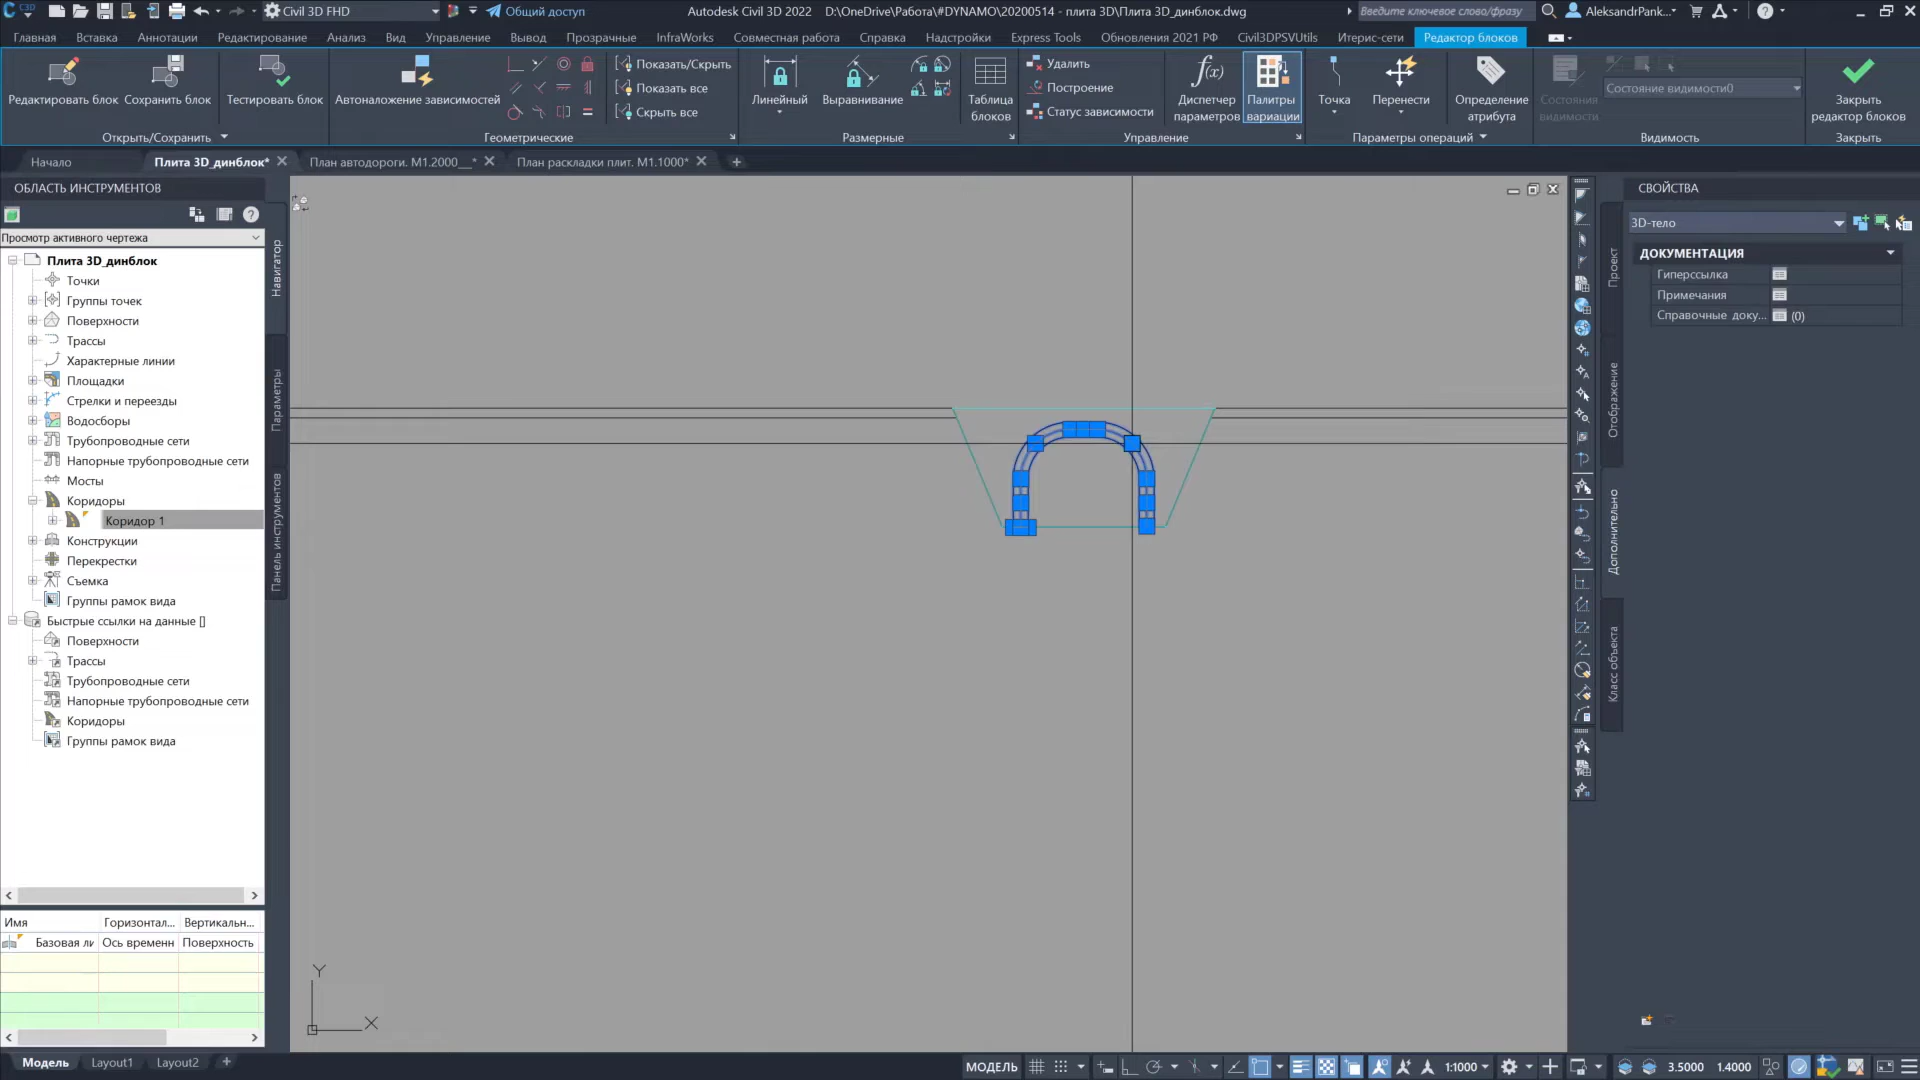 Civil 3D FHD
Общий доступ
Autodesk Civil 3D 2022
D:\OneDrive\Работа\#DYNAMO\20200514 - плита 3D\Плита 3D_динблок.dwg
Введите ключевое слово/фразу
AleksandrPank...
Главная Вставка Аннотации Редактирование Анализ Вид Управление Вывод Прозрачные InfraWorks Совместная работа Справка Надстройки Express Tools Обновления 2021 РФ Civil3DPSVUtils Итерис-сети Редактор блоков
Редактировать блок
Сохранить блок
Тестировать блок
Автоналожение зависимостей
Показать/Скрыть
Показать все
Скрыть все
Линейный
Выравнивание
Таблица
блоков
Удалить
Построение
Статус зависимости
Диспетчер
параметров
Палитры
вариации
Точка
Перенести
Определение
атрибута
Состояния
видимости
Состояние видимости0
Закрыть
редактор блоков
Открыть/Сохранить
Геометрические
Размерные
Управление
Параметры операций
Видимость
Закрыть
Начало
Плита 3D_динблок*
План автодороги. М1.2000__*
План раскладки плит. М1.1000*
ОБЛАСТЬ ИНСТРУМЕНТОВ
Просмотр активного чертежа
Плита 3D_динблок
Точки
Группы точек
Поверхности
Трассы
Характерные линии
Площадки
Стрелки и переезды
Водосборы
Трубопроводные сети
Напорные трубопроводные сети
Мосты
Коридоры
Коридор 1
Конструкции
Перекрестки
Съемка
Группы рамок вида
Быстрые ссылки на данные []
Поверхности
Трассы
Трубопроводные сети
Напорные трубопроводные сети
Коридоры
Группы рамок вида
Навигатор
Параметры
Панель инструментов
Имя Горизонтал... Вертикальн...
Базовая ли Ось временн Поверхность
Y
X
СВОЙСТВА
3D-тело
ДОКУМЕНТАЦИЯ
Гиперссылка
Примечания
Справочные доку... (0)
Проект
Отображение
Дополнительно
Класс объекта
Модель Layout1 Layout2
МОДЕЛЬ
1:1000
3.5000 1.4000